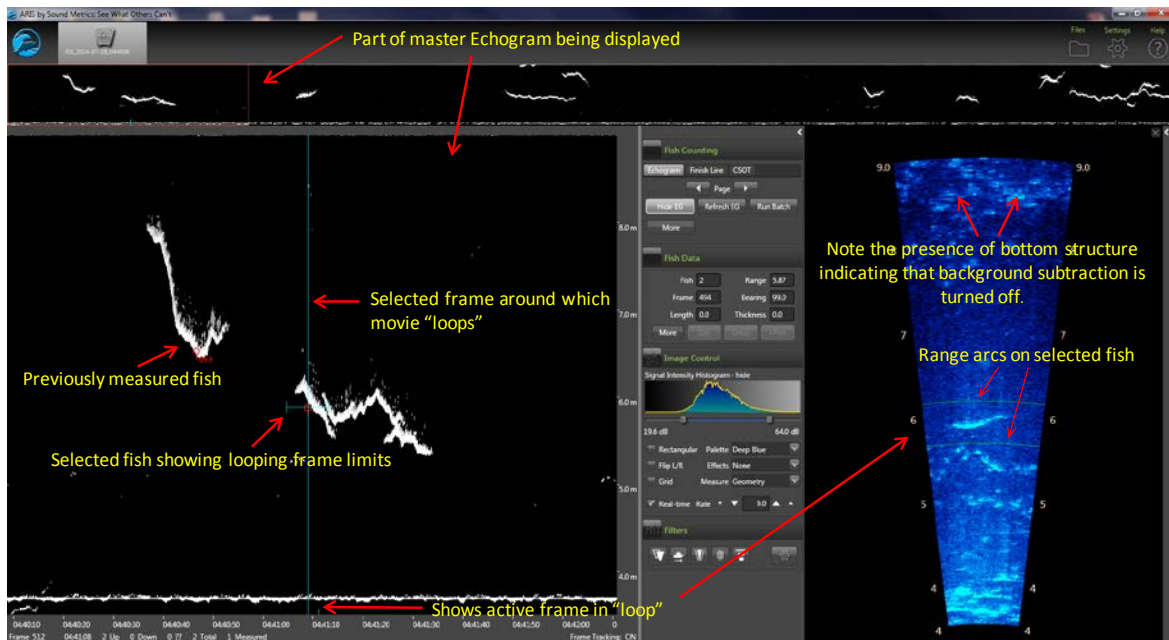 ARIS by Sound Metrics: See What Others Can't
Files Settings Help
Part of master Echogram being displayed
Fish Counting
Echogram Finish Line CSOT
Page
Hide EG Refresh EG Run Batch
More
Fish Data
Fish 2 Range 5.87
Frame 494 Bearing 99.0
Length 0.0 Thickness 0.0
More
Image Control
Signal Intensity Histogram - hide
19.6 dB 64.0 dB
Rectangular Palette Deep Blue
Flip L/R Effects None
Grid Measure Geometry
Real-time Rate 9.0
Filters
8.0 m
7.0 m
6.0 m
5.0 m
4.0 m
Selected frame around which
movie “loops”
Previously measured fish
Selected fish showing looping frame limits
Shows active frame in “loop”
04:40:10 04:40:20 04:40:30 04:40:40 04:40:50 04:41:00 04:41:10 04:41:20 04:41:30 04:41:40 04:41:50 04:42:00 04:42:10
Frame 512 04:41:08 2 Up 0 Down 0 ?? 2 Total 1 Measured
Frame Tracking: ON
9.0 9.0
Note the presence of bottom structure
indicating that background subtraction is
turned off.
7 7
Range arcs on selected fish
6 6
5 5
4 4
4 4